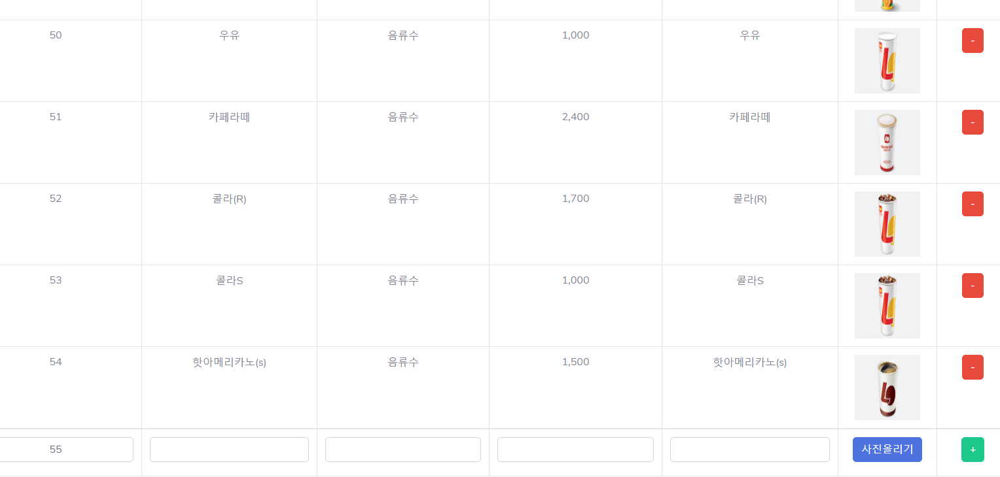 50 우유 음류수 1,000 우유 -
51 카페라떼 음류수 2,400 카페라떼 -
52 콜라(R) 음류수 1,700 콜라(R) -
53 콜라S 음류수 1,000 콜라S -
54 핫아메리카노(s) 음류수 1,500 핫아메리카노(s) -
55 사진올리기 +